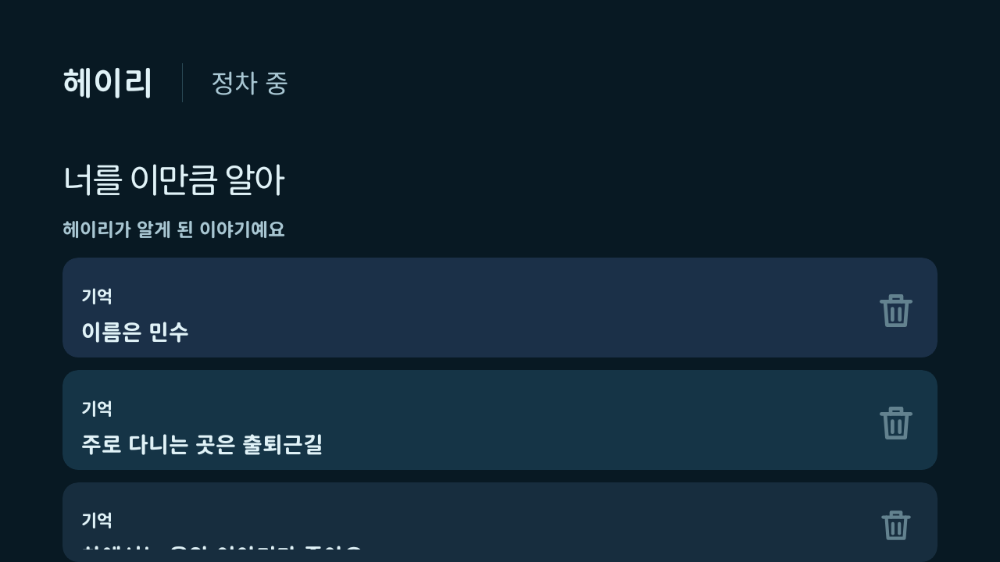 헤이리
정차 중
너를 이만큼 알아
헤이리가 알게 된 이야기예요
기억
이름은 민수
기억
주로 다니는 곳은 출퇴근길
기억